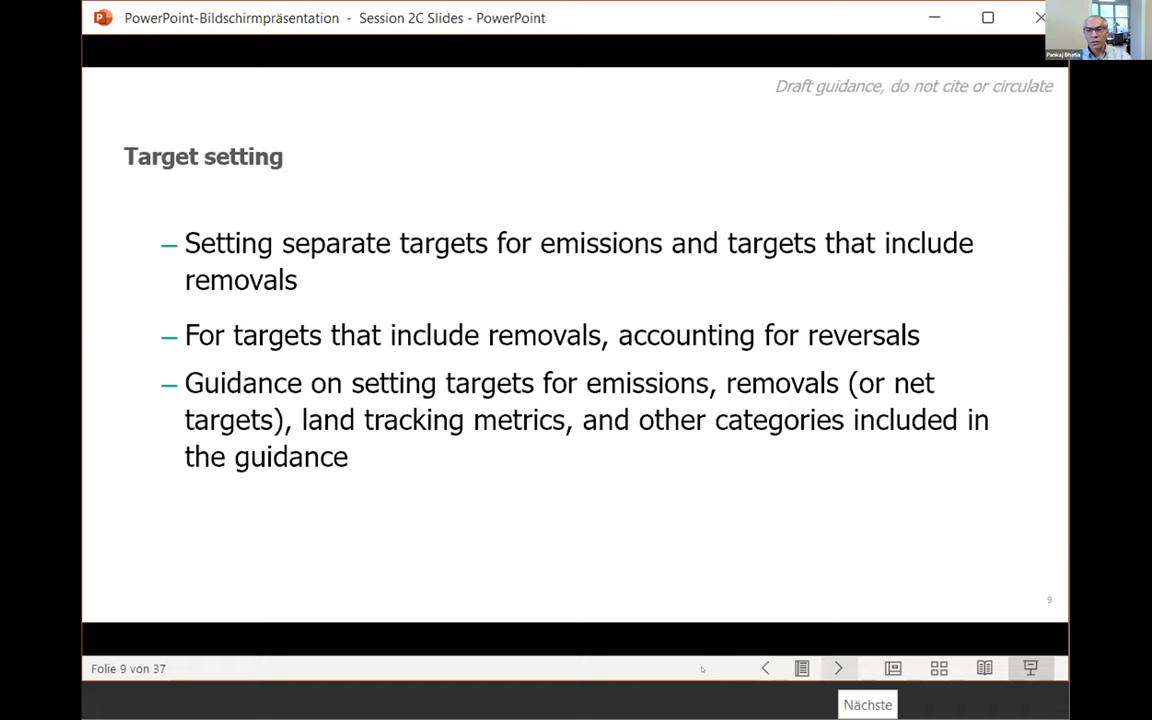 PowerPoint-Bildschirmpräsentation - Session 2C Slides - PowerPoint
Pankaj Bhatia
Draft guidance, do not cite or circulate
Target setting
– Setting separate targets for emissions and targets that include
removals
– For targets that include removals, accounting for reversals
– Guidance on setting targets for emissions, removals (or net
targets), land tracking metrics, and other categories included in
the guidance
9
Folie 9 von 37
Nächste